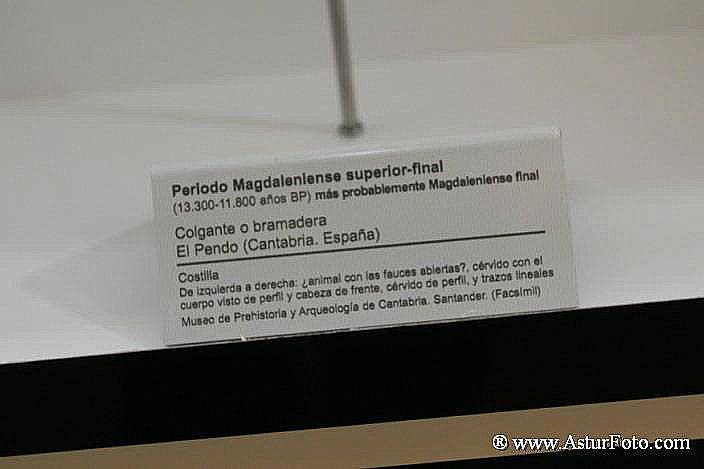 Periodo Magdaleniense superior-final
(13.300-11.800 años BP) más probablemente Magdaleniense final
Colgante o bramadera
El Pendo (Cantabria. España)
Costilla
De izquierda a derecha: ¿animal con las fauces abiertas?, cérvido con el
cuerpo visto de perfil y cabeza de frente, cérvido de perfil, y trazos lineales
Museo de Prehistoria y Arqueología de Cantabria. Santander. (Facsímil)
® www.AsturFoto.com